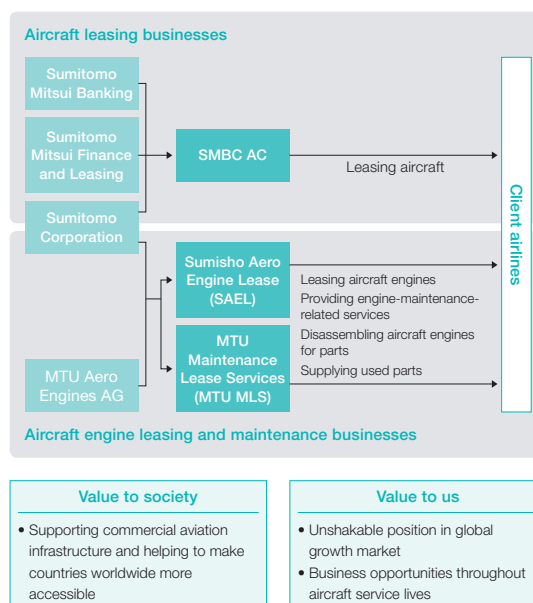 Aircraft leasing businesses
Sumitomo
Mitsui Banking
Sumitomo
Mitsui Finance
and Leasing
SMBC AC
Leasing aircraft
Client airlines
Sumitomo
Corporation
Sumisho Aero
Engine Lease
(SAEL)
Leasing aircraft engines
Providing engine-maintenance-
related services
Disassembling aircraft engines
for parts
Supplying used parts
MTU
Maintenance
Lease Services
(MTU MLS)
MTU Aero
Engines AG
Aircraft engine leasing and maintenance businesses
Value to society
• Supporting commercial aviation
infrastructure and helping to make
countries worldwide more
accessible
Value to us
• Unshakable position in global
growth market
• Business opportunities throughout
aircraft service lives